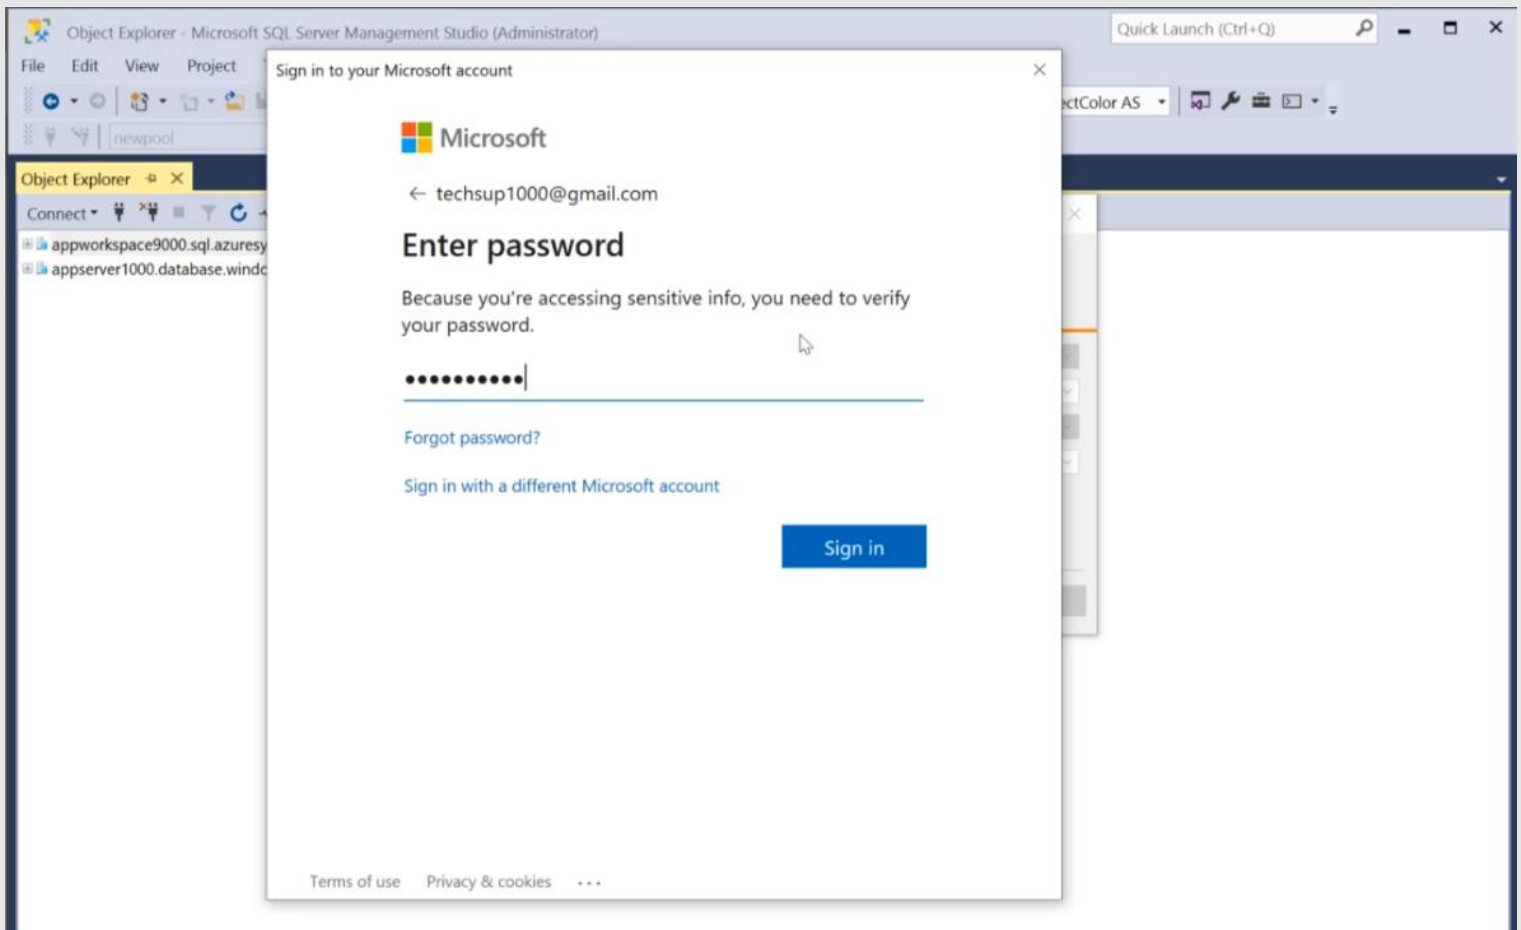 Object Explorer - Microsoft SQL Server Management Studio (Administrator)
Quick Launch (Ctrl+Q)
File Edit View Project
Sign in to your Microsoft account
ctColor AS
newpool
Microsoft
Object Explorer
← techsup1000@gmail.com
Connect
Enter password
appworkspace9000.sql.azuresy
appserver1000.database.windo
Because you're accessing sensitive info, you need to verify
your password.
Forgot password?
Sign in with a different Microsoft account
Sign in
Terms of use Privacy & cookies ...